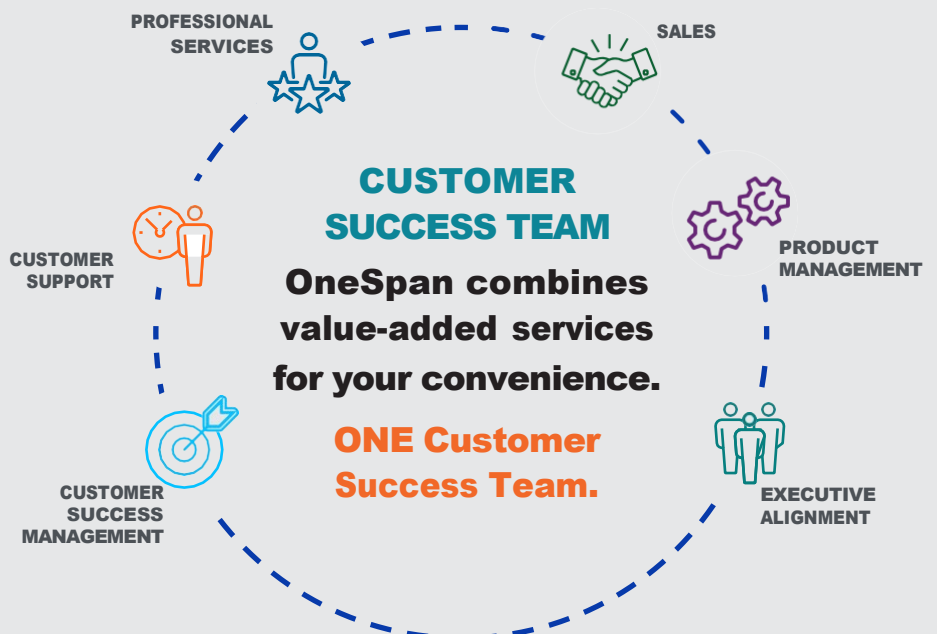 PROFESSIONAL
SERVICES
SALES
CUSTOMER
SUCCESS TEAM
PRODUCT
MANAGEMENT
CUSTOMER
SUPPORT
OneSpan combines
value-added services
for your convenience.
ONE Customer
Success Team.
CUSTOMER
SUCCESS
MANAGEMENT
EXECUTIVE
ALIGNMENT